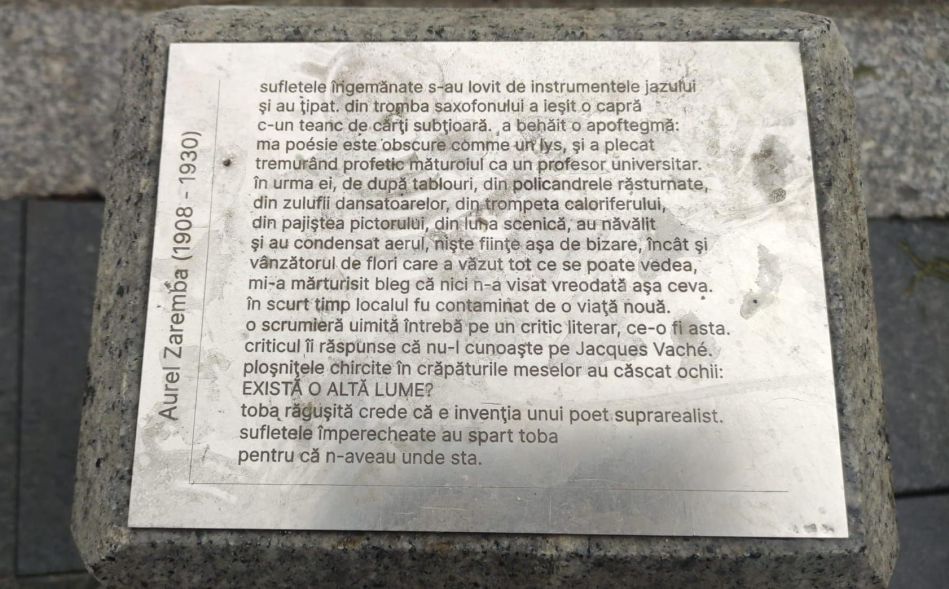 Aurel Zaremba (1908 - 1930)
sufletele îngemănate s-au lovit de instrumentele jazului
și au țipat. din tromba saxofonului a ieșit o capră
c-un teanc de cărți subțioară. a behăit o apoftegmă:
ma poésie este obscure comme un lys, și a plecat
tremurând profetic măturoiul ca un profesor universitar.
în urma ei, de după tablouri, din policandrele răsturnate,
din zulufii dansatoarelor, din trompeta caloriferului,
din pajiștea pictorului, din luna scenică, au năvălit
și au condensat aerul, niște ființe așa de bizare, încât și
vânzătorul de flori care a văzut tot ce se poate vedea,
mi-a mărturisit bleg că nici n-a visat vreodată așa ceva.
în scurt timp localul fu contaminat de o viață nouă.
o scrumieră uimită întrebă pe un critic literar, ce-o fi asta.
criticul îi răspunse că nu-l cunoaște pe Jacques Vaché.
ploșnițele chircite în crăpăturile meselor au căscat ochii:
EXISTĂ O ALTĂ LUME?
toba răgușită crede că e invenția unui poet suprarealist.
sufletele împerecheate au spart toba
pentru că n-aveau unde sta.